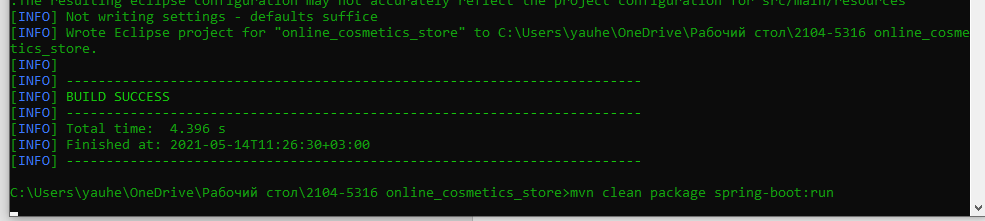 .The resulting eclipse configuration may not accurately reflect the project configuration for src/main/resources
[INFO] Not writing settings - defaults suffice
[INFO] Wrote Eclipse project for "online_cosmetics_store" to C:\Users\yauhe\OneDrive\Рабочий стол\2104-5316 online_cosme
tics_store.
[INFO]
[INFO] ------------------------------------------------------------------------
[INFO] BUILD SUCCESS
[INFO] ------------------------------------------------------------------------
[INFO] Total time:  4.396 s
[INFO] Finished at: 2021-05-14T11:26:30+03:00
[INFO] ------------------------------------------------------------------------
C:\Users\yauhe\OneDrive\Рабочий стол\2104-5316 online_cosmetics_store>mvn clean package spring-boot:run